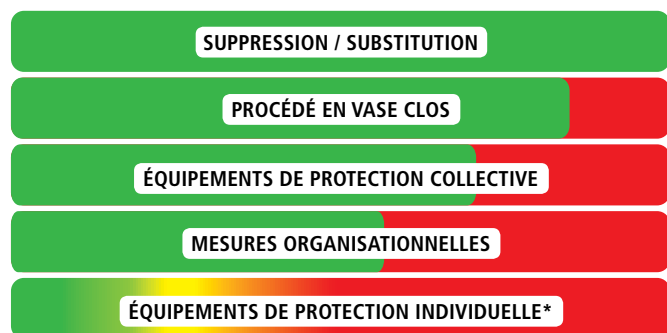 SUPPRESSION / SUBSTITUTION
PROCÉDÉ EN VASE CLOS
ÉQUIPEMENTS DE PROTECTION COLLECTIVE
MESURES ORGANISATIONNELLES
ÉQUIPEMENTS DE PROTECTION INDIVIDUELLE*